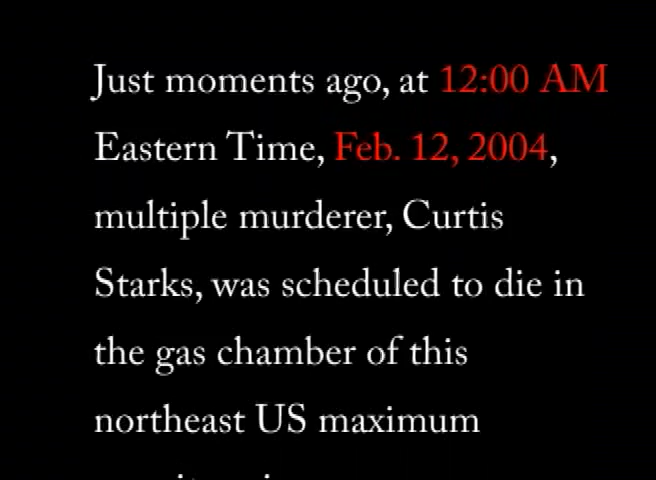 Just moments ago, at 12:00 AM
Eastern Time, Feb. 12, 2004,
multiple murderer, Curtis
Starks, was scheduled to die in
the gas chamber of this
northeast US maximum